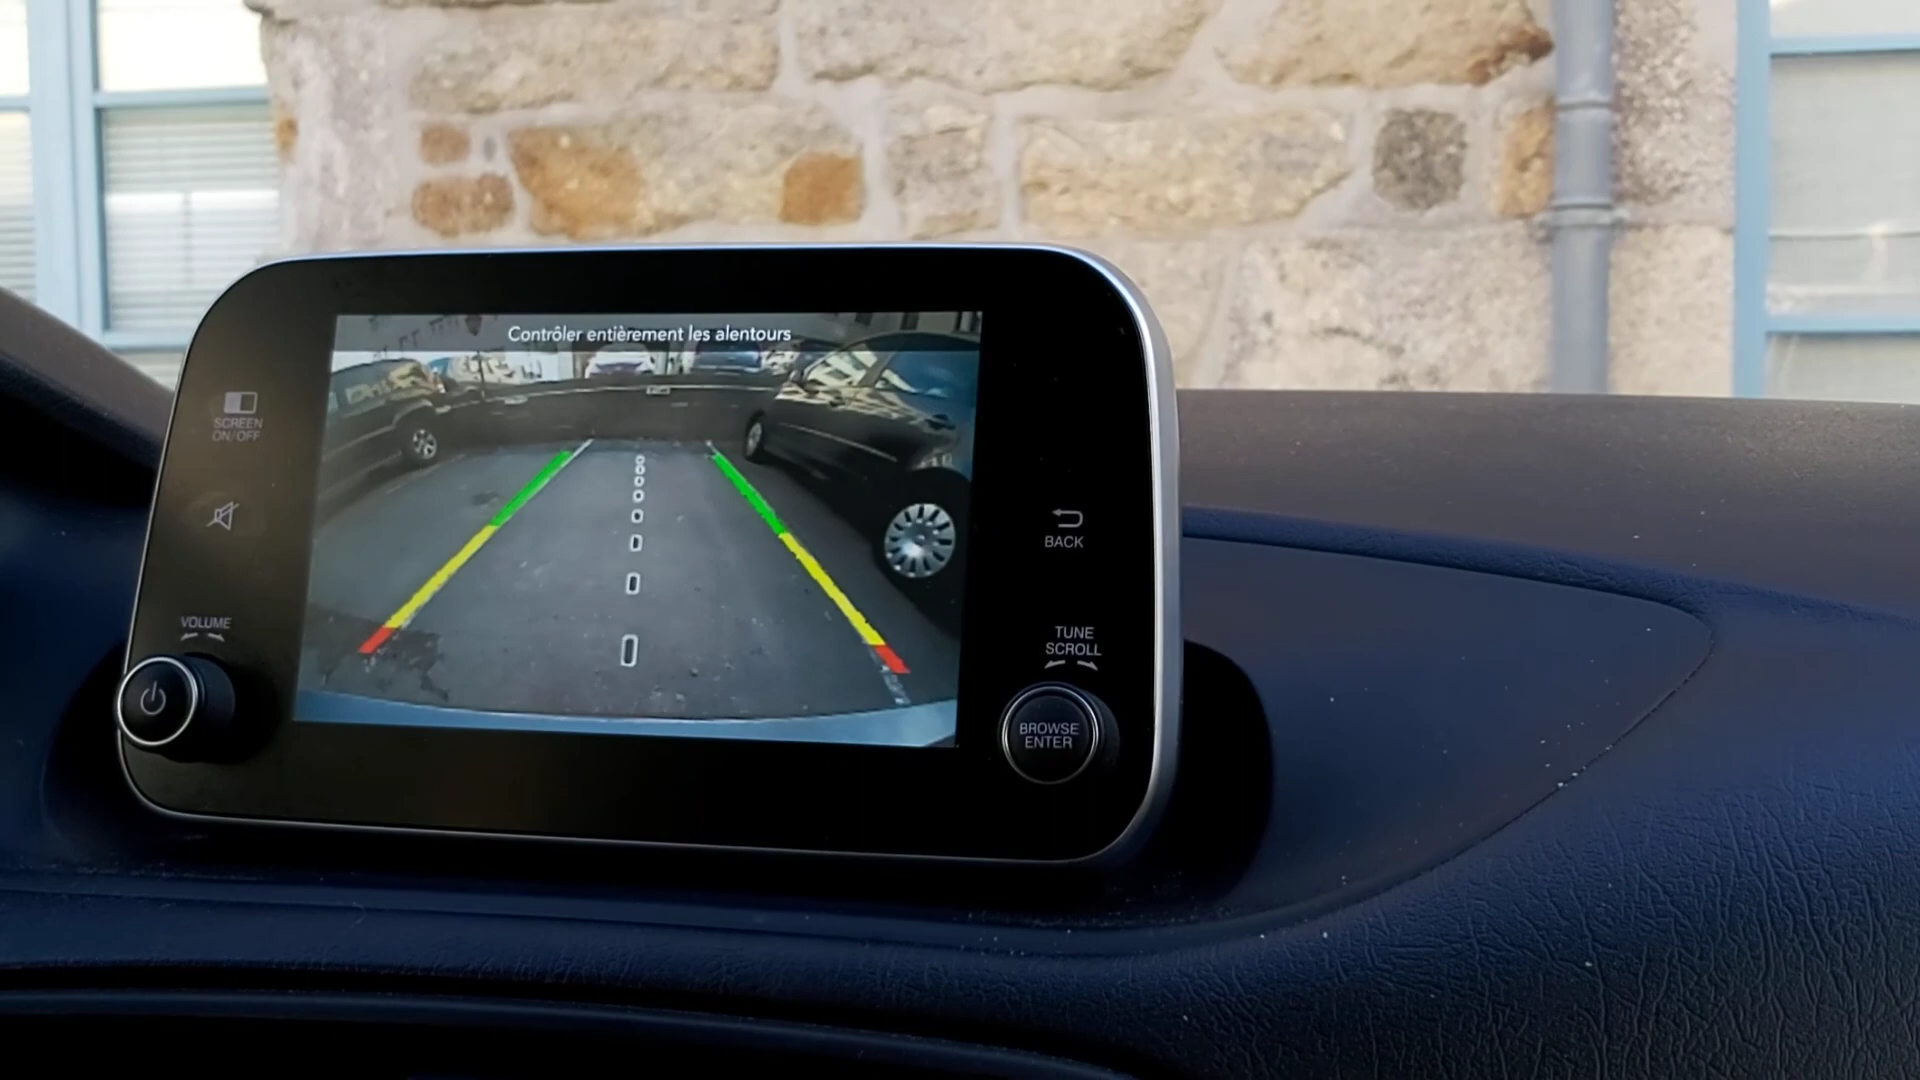 Contrôler entièrement les alentours
SCREEN
ON/OFF
BACK
VOLUME
TUNE
SCROLL
BROWSE
ENTER